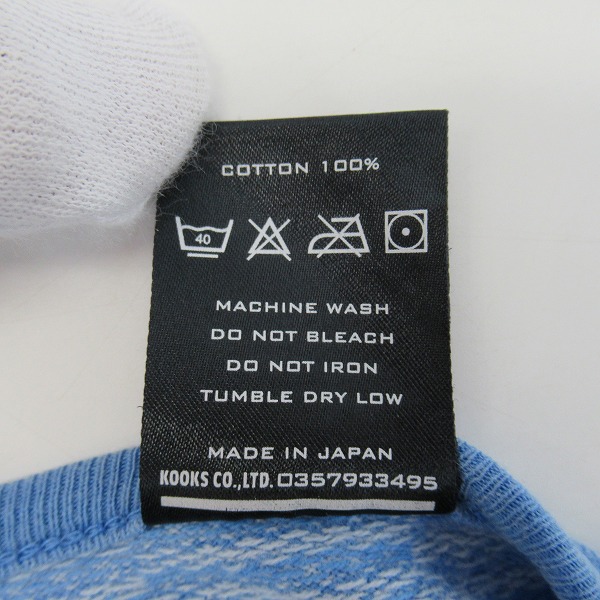 COTTON 100%
40
MACHINE WASH
DO NOT BLEACH
DO NOT IRON
TUMBLE DRY LOW
MADE IN JAPAN
KOOKS CO.,LTD. 0357933495